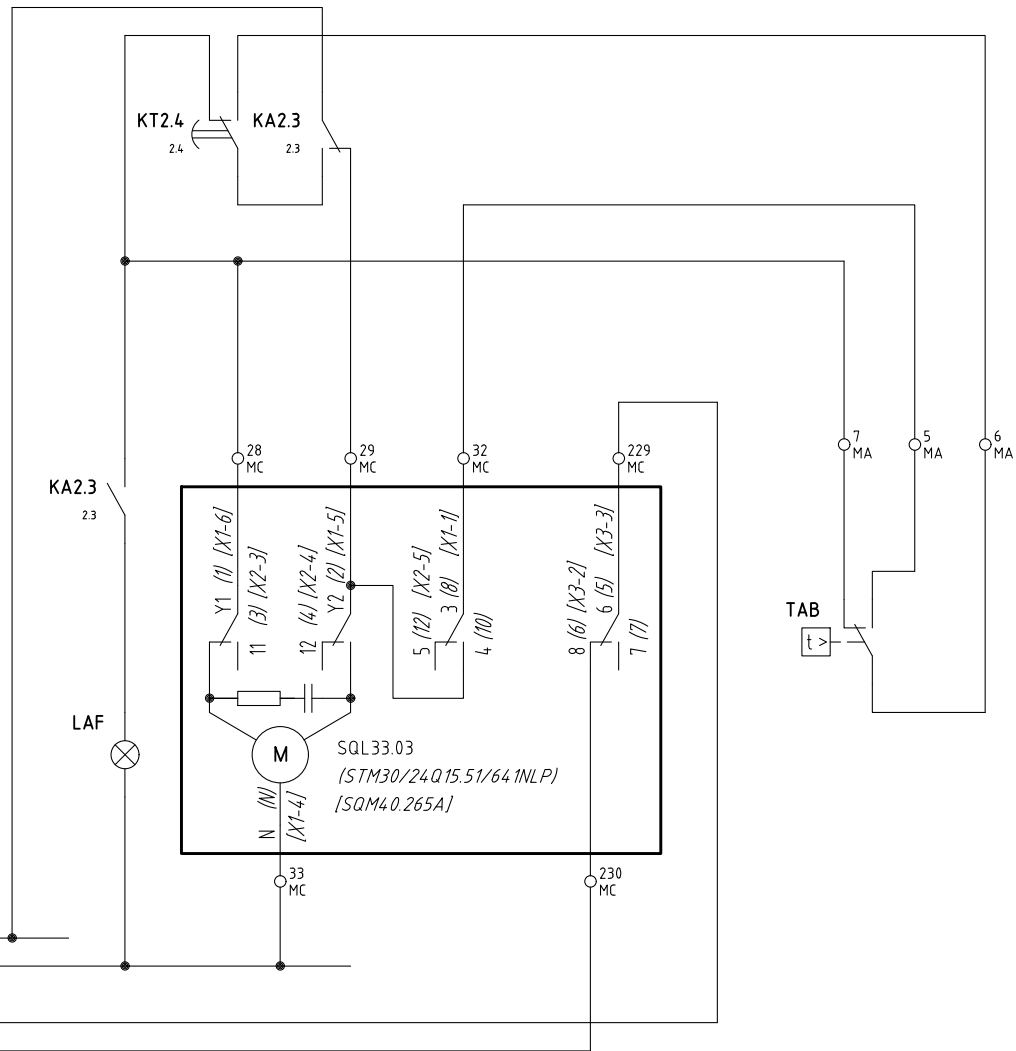 KT2.4
2.4
KA2.3
2.3
28
MC
29
MC
32
MC
229
MC
7
MA
5
MA
6
MA
KA2.3
2.3
Y1 (1) [X1-6]
11 (3) [X2-3]
12 (4) [X2-4]
Y2 (2) [X1-5]
5 (12) [X2-5]
3 (8) [X1-1]
4 (10)
8 (6) [X3-2]
6 (5) [X3-3]
7 (7)
TAB
t >
LAF
M
SQL33.03
(STM30/24Q15.51/641NLP)
[SQM40.265A]
N (N)
[X1-4]
33
MC
230
MC